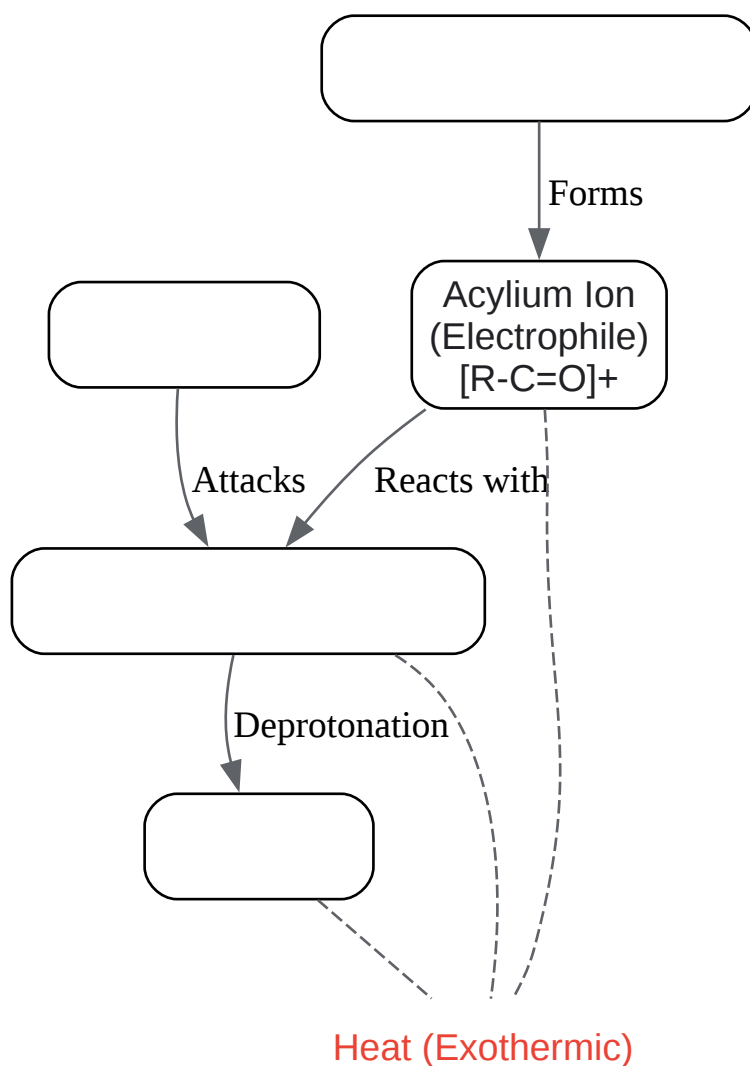 Forms
Acylium Ion
(Electrophile)
[R-C=O]+
Attacks
Reacts with
Deprotonation
Heat (Exothermic)